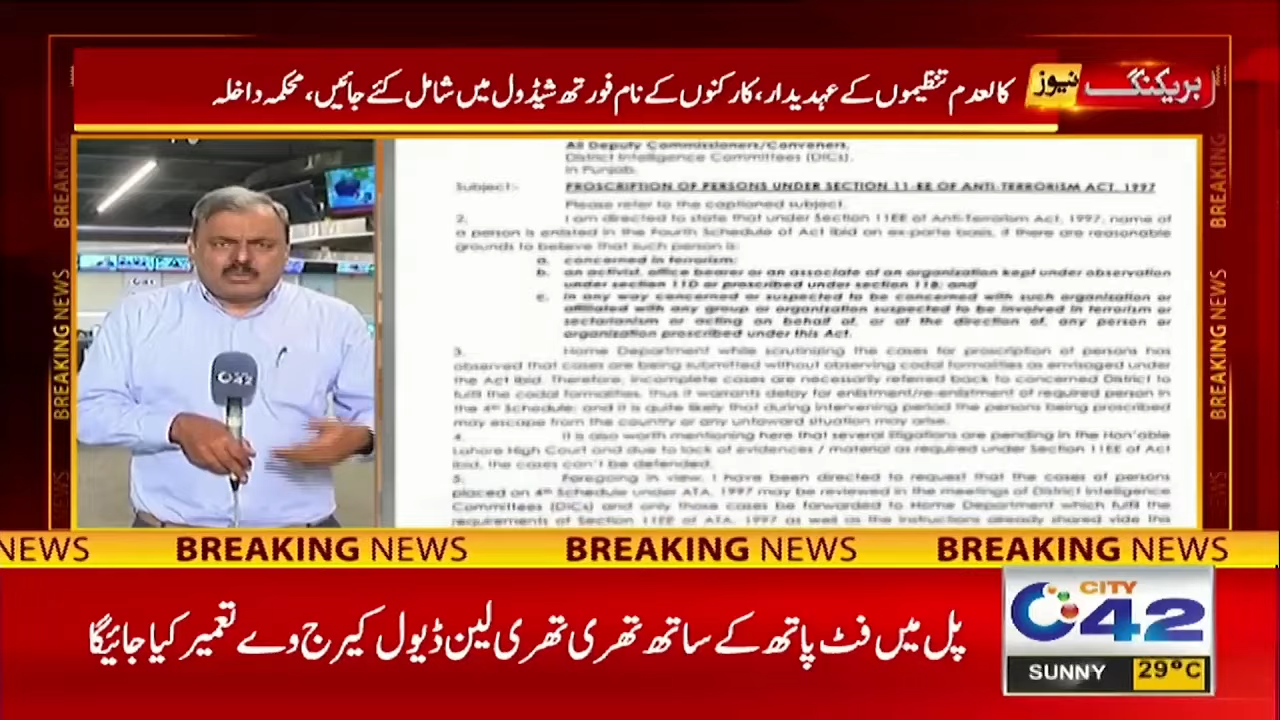 بریکنگ نیوز
کالعدم تنظیموں کے عہدیدار، کارکنوں کے نام فورتھ شیڈول میں شامل کئے جائیں، محکمہ داخلہ
All Deputy Commissioners/Conveners,
District Intelligence Committees (DICs),
in Punjab.
Subject:- PROSCRIPTION OF PERSONS UNDER SECTION 11-EE OF ANTI-TERRORISM ACT, 1997
Please refer to the captioned subject.
2. I am directed to state that under Section 11EE of Anti-Terrorism Act, 1997, name of
a person is enlisted in the Fourth Schedule of Act ibid on ex-parte basis, if there are reasonable
grounds to believe that such person is:
a. concerned in terrorism;
b. an activist, office bearer or an associate of an organization kept under observation
under section 11D or proscribed under section 11B; and
c. in any way concerned or suspected to be concerned with such organization or
affiliated with any group or organization suspected to be involved in terrorism or
sectarianism or acting on behalf of, or at the direction of, any person or
organization proscribed under this Act.
3. Home Department while scrutinizing the cases for proscription of persons has
observed that cases are being submitted without observing codal formalities as envisaged under
the Act ibid. Therefore, incomplete cases are necessarily referred back to concerned District to
fulfil the codal formalities, thus it warrants delay for enlistment/re-enlistment of required person in
the 4th Schedule; and it is quite likely that during intervening period the persons being proscribed
may escape from the country or any untoward situation may arise.
4. It is also worth mentioning here that several litigations are pending in the Hon'able
Lahore High Court and due to lack of evidences / material as required under Section 11EE of Act
ibid, the cases can't be defended.
5. Foregoing in view, I have been directed to request that the cases of persons
placed on 4th Schedule under ATA, 1997 may be reviewed in the meetings of District Intelligence
Committees (DICs) and only those cases be forwarded to Home Department which fulfil the
requirements of Section 11EE of ATA, 1997 as well as the instructions already shared vide this
42
BREAKING NEWS
BREAKING NEWS
BREAKING
BREAKING NEWS
NEWS
NEWS BREAKING NEWS BREAKING NEWS BREAKING NEWS
پل میں فٹ پاتھ کے ساتھ تھری تھری لین ڈیول کیرج وے تعمیر کیا جائیگا
CITY
42
SUNNY 29°C